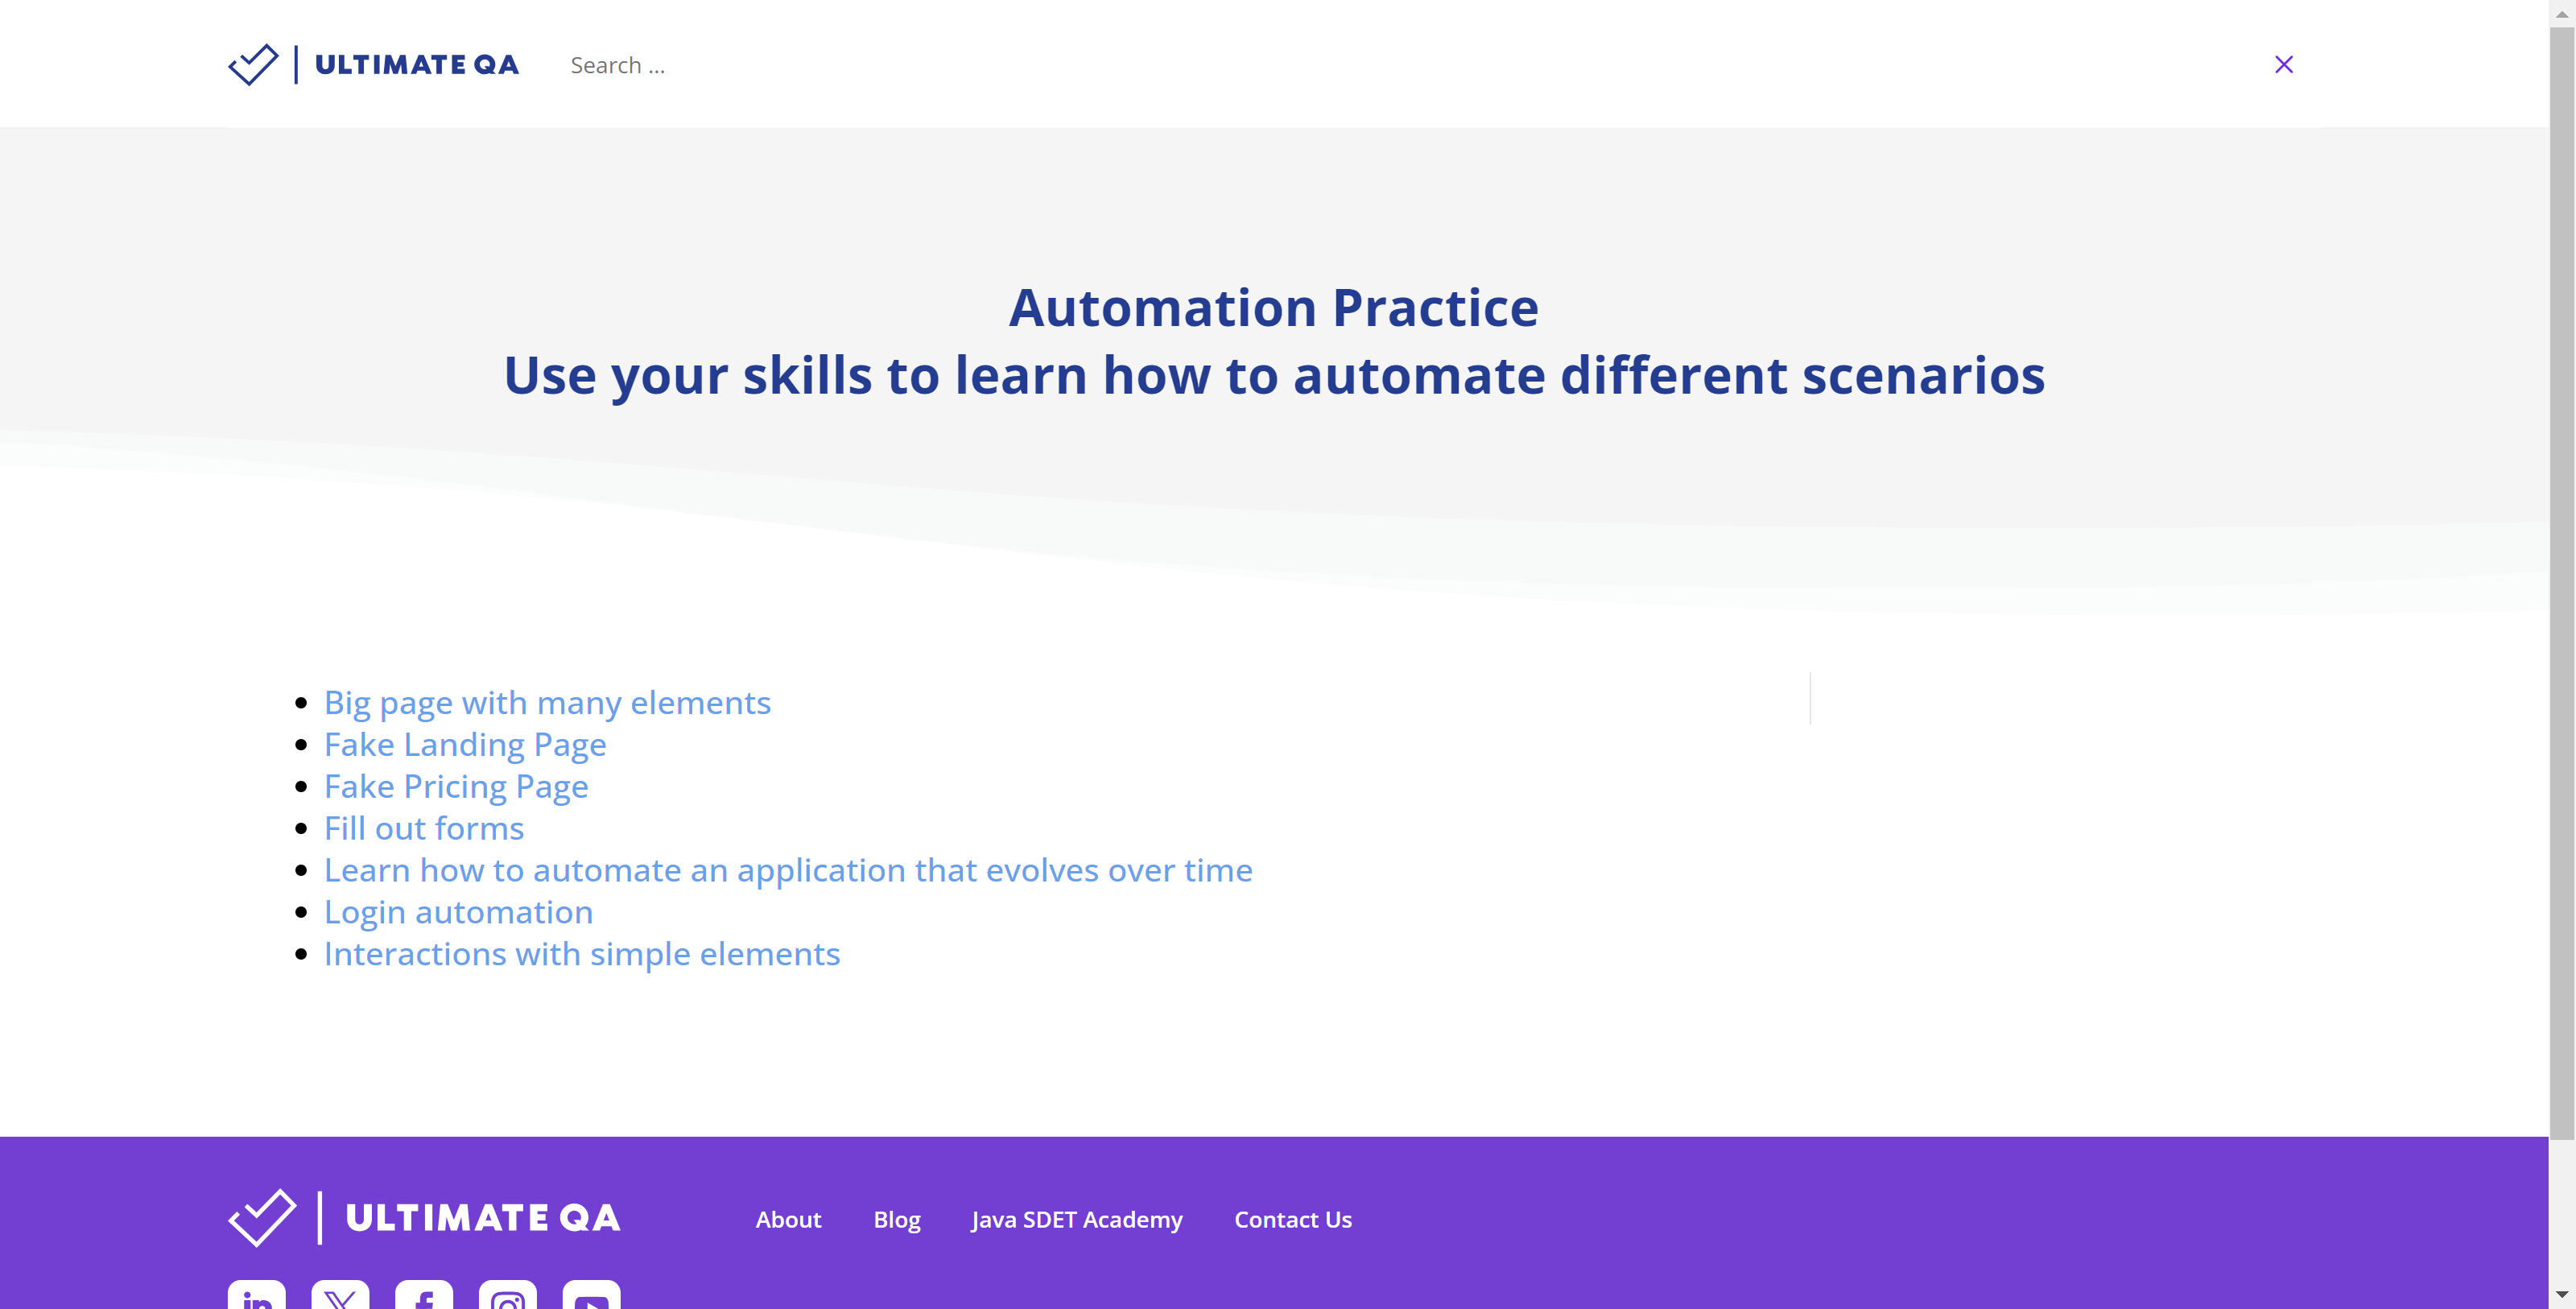 ULTIMATE QA
Search ...
Automation Practice
Use your skills to learn how to automate different scenarios
Big page with many elements
Fake Landing Page
Fake Pricing Page
Fill out forms
Learn how to automate an application that evolves over time
Login automation
Interactions with simple elements
ULTIMATE QA
About
Blog
Java SDET Academy
Contact Us